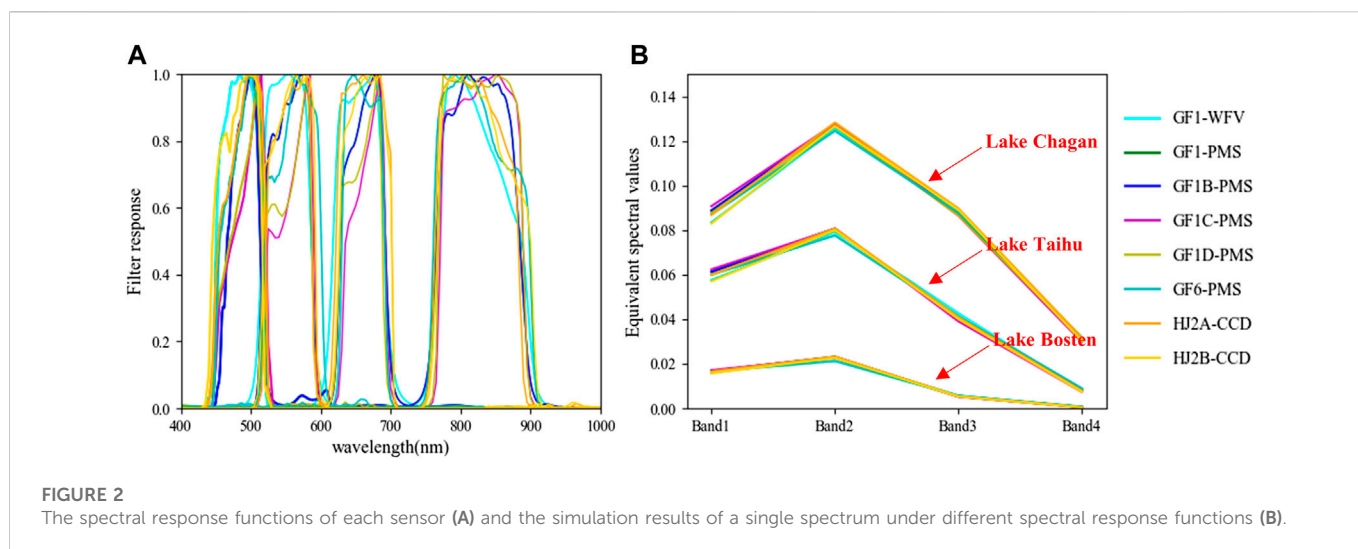 A
B
Filter response
1.0
0.8
0.6
0.4
0.2
0.0
400
500
600
700
800
900
1000
wavelength(nm)
Equivalent spectral values
0.14
0.12
0.10
0.08
0.06
0.04
0.02
0.00
Band1
Band2
Band3
Band4
Lake Chagan
Lake Taihu
Lake Bosten
GF1-WFV
GF1-PMS
GF1B-PMS
GF1C-PMS
GF1D-PMS
GF6-PMS
HJ2A-CCD
HJ2B-CCD
FIGURE 2
The spectral response functions of each sensor (A) and the simulation results of a single spectrum under different spectral response functions (B).